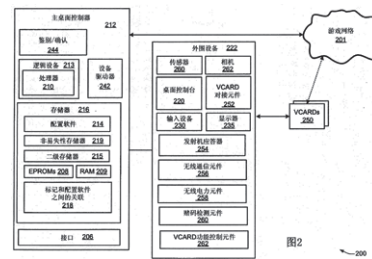 主桌面控制器 212
鉴别/确认
244
逻辑设备 213
处理器
210
设备
驱动器
242
存储器 216
配置软件 214
非易失性存储器 219
二级存储器 215
EPROMs 208
RAM 209
标记和配置软件
之间的关联
218
接口 206
外围设备 222
传感器
260
相机
262
桌面控制台
220
VCARD
对接元件
252
输入设备
230
显示器
235
发射机应答器
254
无线通信元件
256
无线电力元件
258
暗码检测元件
260
VCARD功能控制元件
262
游戏网络
201
VCARDs
250
图2
200